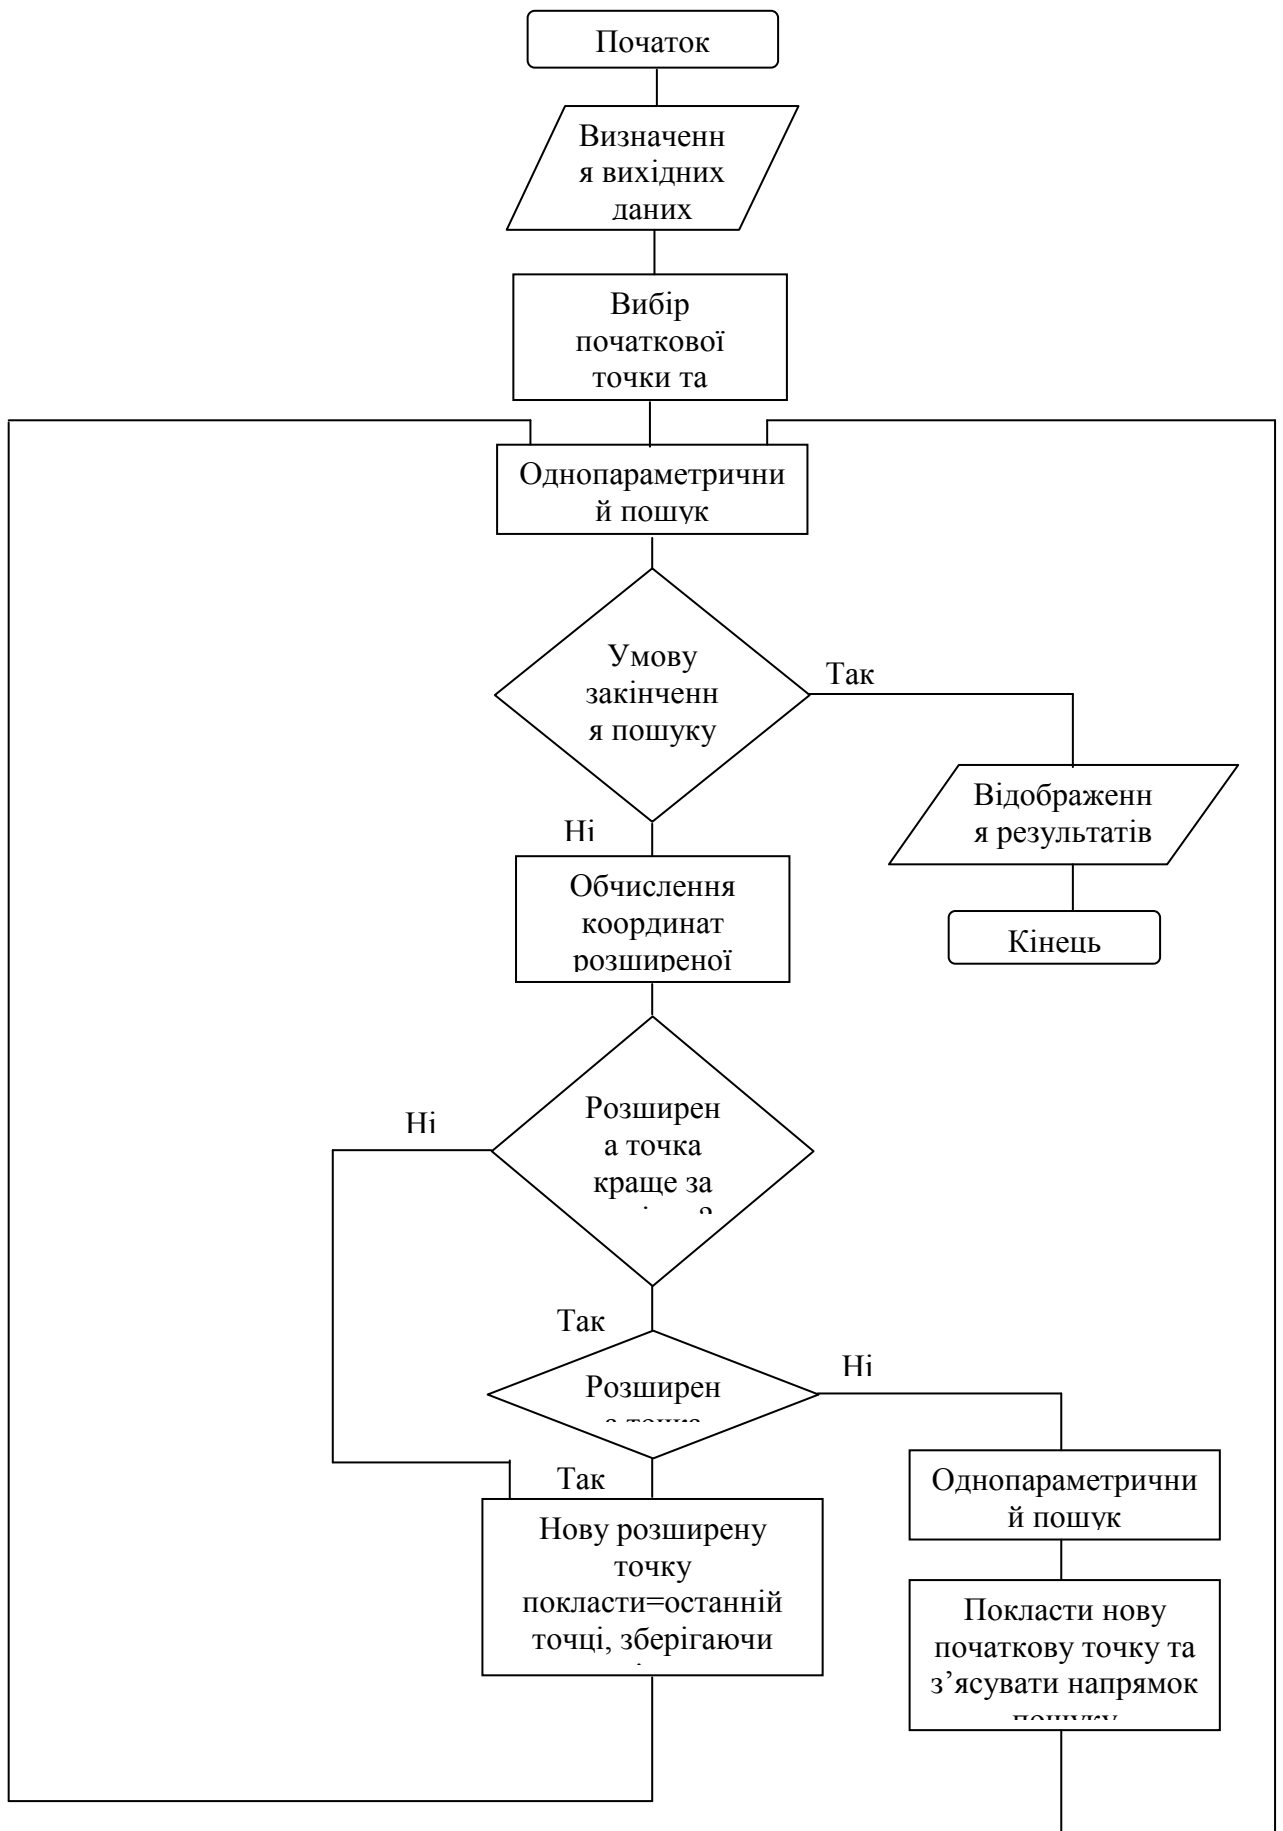 Початок
Визначенн
я вихідних
даних
Вибір
початкової
точки та
Однопараметрични
й пошук
Умову
закінченн
я пошуку
Так
Відображенн
я результатів
Кінець
Ні
Обчислення
координат
розширеної
Ні
Розширен
а точка
краще за
Так
Розширен
а точка
Ні
Так
Нову розширену
точку
покласти=останній
точці, зберігаючи
Однопараметрични
й пошук
Покласти нову
початкову точку та
з’ясувати напрямок
пошуку